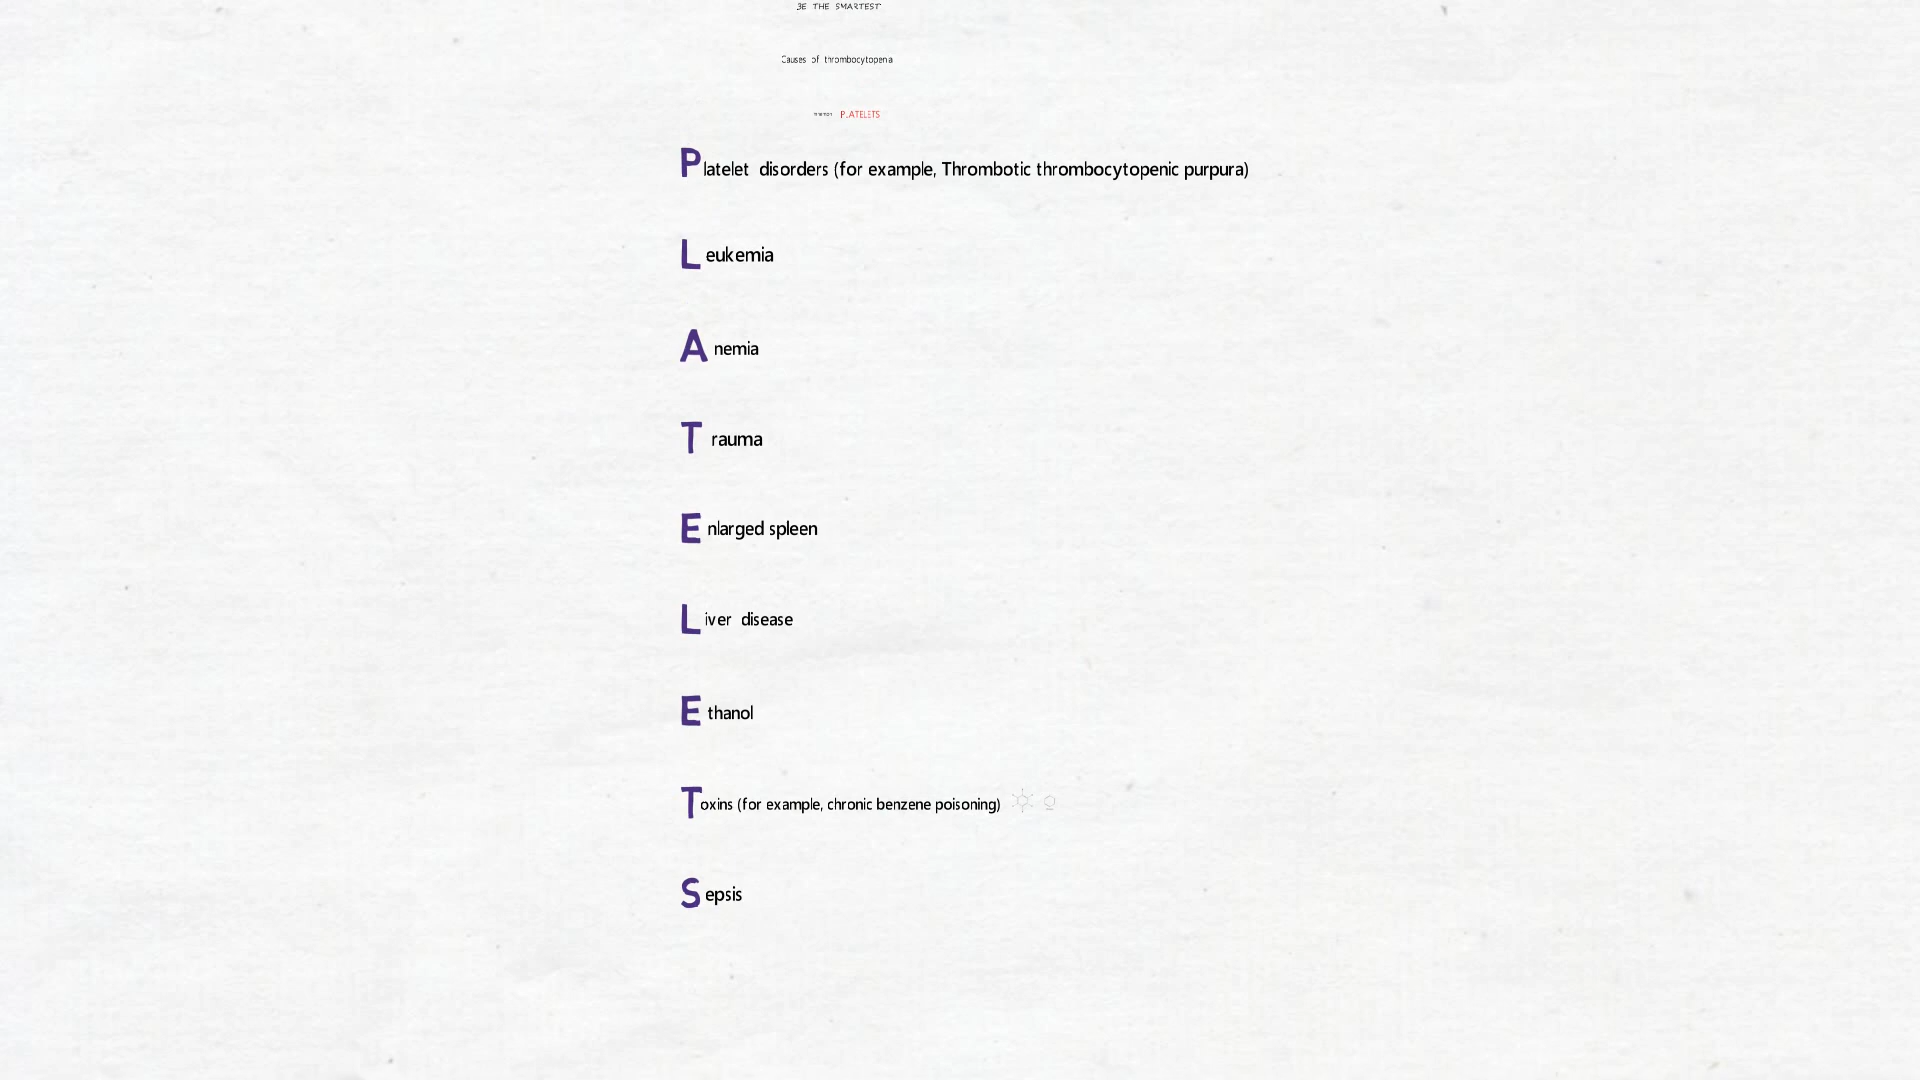 BE THE SMARTEST
Causes of thrombocytopenia
PLATELETS
Platelet disorders (for example, Thrombotic thrombocytopenic purpura)
Leukemia
Anemia
Trauma
Enlarged spleen
Liver disease
Ethanol
Toxins (for example, chronic benzene poisoning)
Sepsis